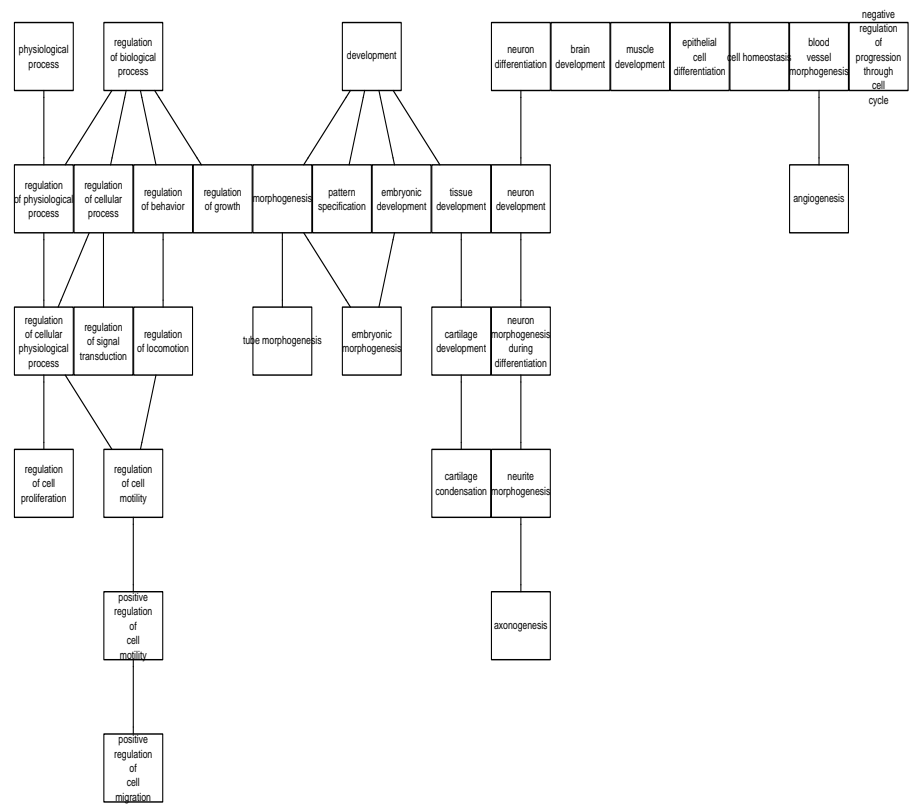 physiological
process
regulation
of biological
process
development
neuron
differentiation
brain
development
muscle
development
epithelial
cell
differentiation
cell homeostasis
blood
vessel
morphogenesis
negative
regulation
of
progression
through
cell
cycle
regulation
of physiological
process
regulation
of cellular
process
regulation
of behavior
regulation
of growth
morphogenesis
pattern
specification
embryonic
development
tissue
development
neuron
development
angiogenesis
regulation
of cellular
physiological
process
regulation
of signal
transduction
regulation
of locomotion
tube morphogenesis
embryonic
morphogenesis
cartilage
development
neuron
morphogenesis
during
differentiation
regulation
of cell
proliferation
regulation
of cell
motility
cartilage
condensation
neurite
morphogenesis
positive
regulation
of
cell
motility
axonogenesis
positive
regulation
of
cell
migration